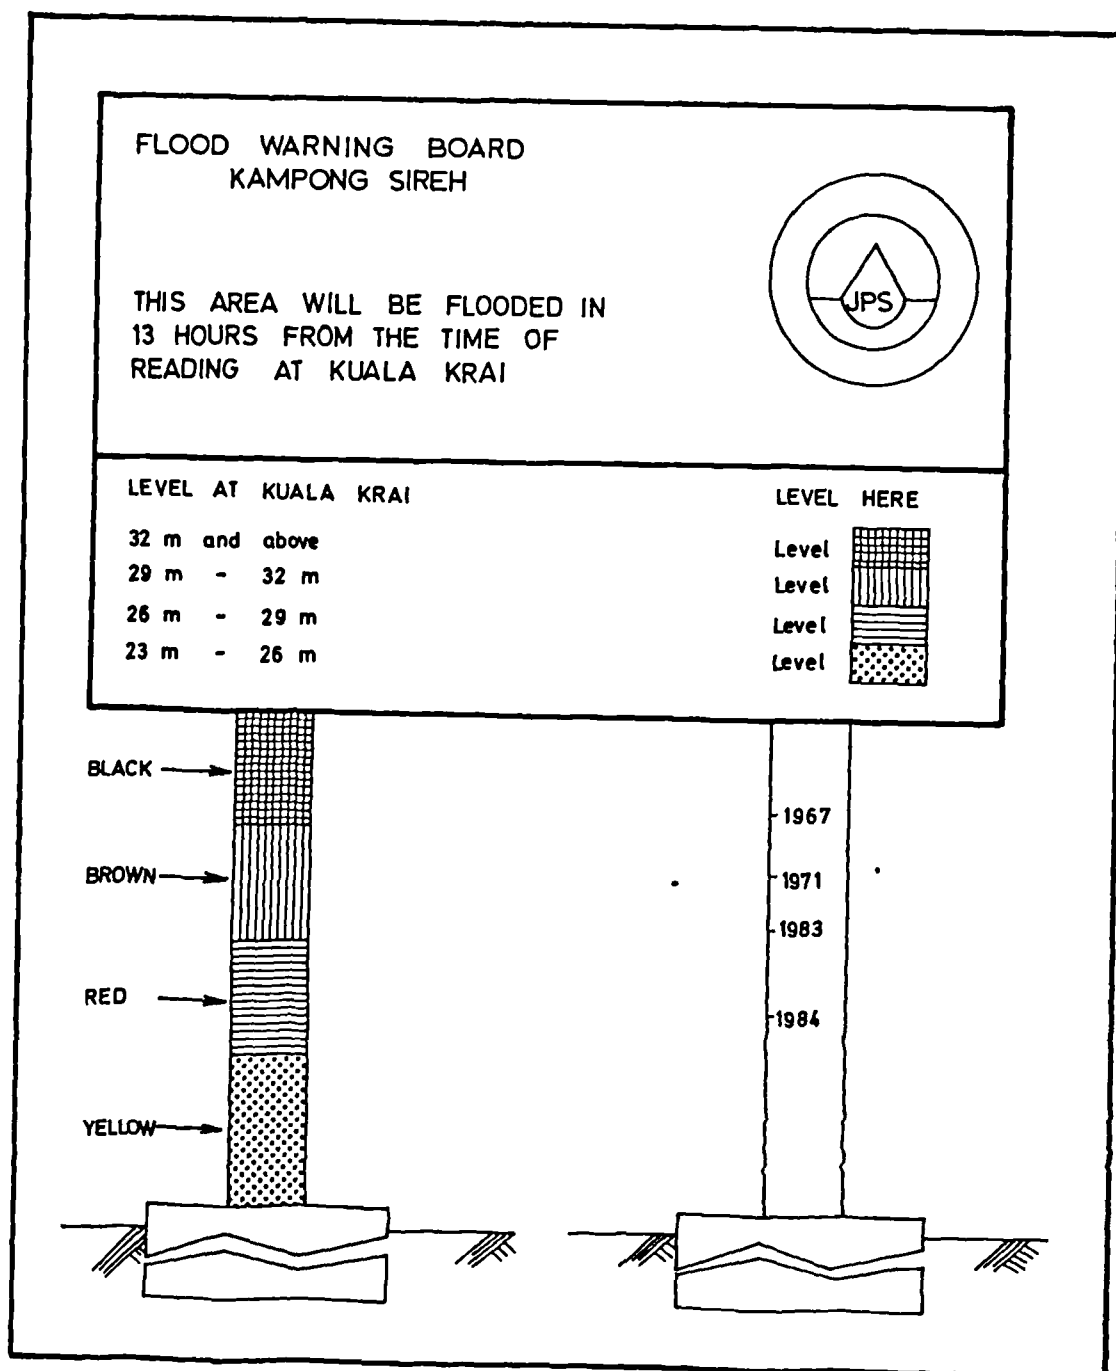 FLOOD WARNING BOARD
KAMPONG SIREH
THIS AREA WILL BE FLOODED IN
13 HOURS FROM THE TIME OF
READING AT KUALA KRAI
JPS
LEVEL AT KUALA KRAI
32 m and above
29 m - 32 m
26 m - 29 m
23 m - 26 m
LEVEL HERE
Level
Level
Level
Level
BLACK
BROWN
RED
YELLOW
1967
1971
1983
1984